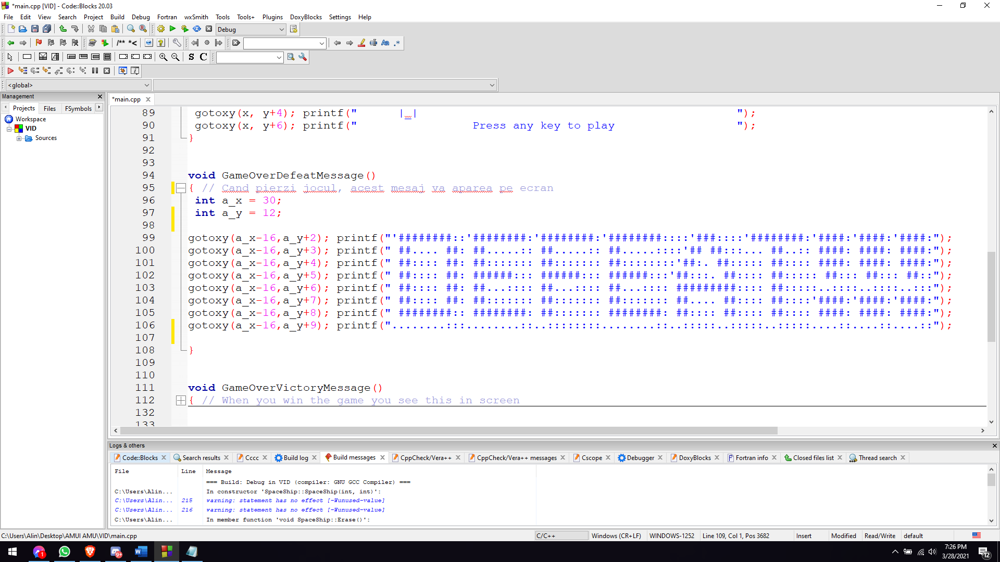 *main.cpp [VID] - Code::Blocks 20.03
File Edit View Search Project Build Debug Fortran wxSmith Tools Tools+ Plugins DoxyBlocks Settings Help
Debug
/** *<
S C
<global>
Management
Projects Files FSymbols
Workspace
VID
Sources
*main.cpp
89 gotoxy(x, y+4); printf("      |_|                                               ");
90 gotoxy(x, y+6); printf("                 Press any key to play                  ");
91 }
92
93
94 void GameOverDefeatMessage()
95 { // Cand pierzi jocul, acest mesaj va aparea pe ecran
96 int a_x = 30;
97 int a_y = 12;
98
99 gotoxy(a_x-16,a_y+2); printf("'########::'########:'########:'########::::'###::::'########:'####:'####:'####:");
100 gotoxy(a_x-16,a_y+3); printf(" ##.... ##: ##.....:: ##.....:: ##.....::::'## ##:::... ##..:: ####: ####: ####:");
101 gotoxy(a_x-16,a_y+4); printf(" ##:::: ##: ##::::::: ##::::::: ##::::::::'##:. ##::::: ##:::: ####: ####: ####:");
102 gotoxy(a_x-16,a_y+5); printf(" ##:::: ##: ######::: ######::: ######:::'##:::. ##:::: ##:::: ##::: ##::: ##::");
103 gotoxy(a_x-16,a_y+6); printf(" ##:::: ##: ##...:::: ##...:::: ##...:::: #########:::: ##:::::..::::..::::..:::");
104 gotoxy(a_x-16,a_y+7); printf(" ##:::: ##: ##::::::: ##::::::: ##::::::: ##.... ##:::: ##::::'####:'####:'####:");
105 gotoxy(a_x-16,a_y+8); printf(" ########:: ########: ##::::::: ########: ##:::: ##:::: ##:::: ####: ####: ####:");
106 gotoxy(a_x-16,a_y+9); printf("........:::........::..::::::::........::..:::::..:::::..:::::....::....::....::");
107
108 }
109
110
111 void GameOverVictoryMessage()
112 { // When you win the game you see this in screen
132
133
Logs & others
Code::Blocks Search results Cccc Build log Build messages CppCheck/Vera++ CppCheck/Vera++ messages Cscope Debugger DoxyBlocks Fortran info Closed files list Thread search
File Line Message
=== Build: Debug in VID (compiler: GNU GCC Compiler) ===
C:\Users\Alin... In constructor 'SpaceShip::SpaceShip(int, int)':
C:\Users\Alin... 215 warning: statement has no effect [-Wunused-value]
C:\Users\Alin... 216 warning: statement has no effect [-Wunused-value]
C:\Users\Alin... In member function 'void SpaceShip::Erase()':
C:\Users\Alin\Desktop\AMUI AMU\VID\main.cpp C/C++ Windows (CR+LF) WINDOWS-1252 Line 109, Col 1, Pos 3682 Insert Modified Read/Write default
1 9+ W 7:26 PM
3/28/2021 12